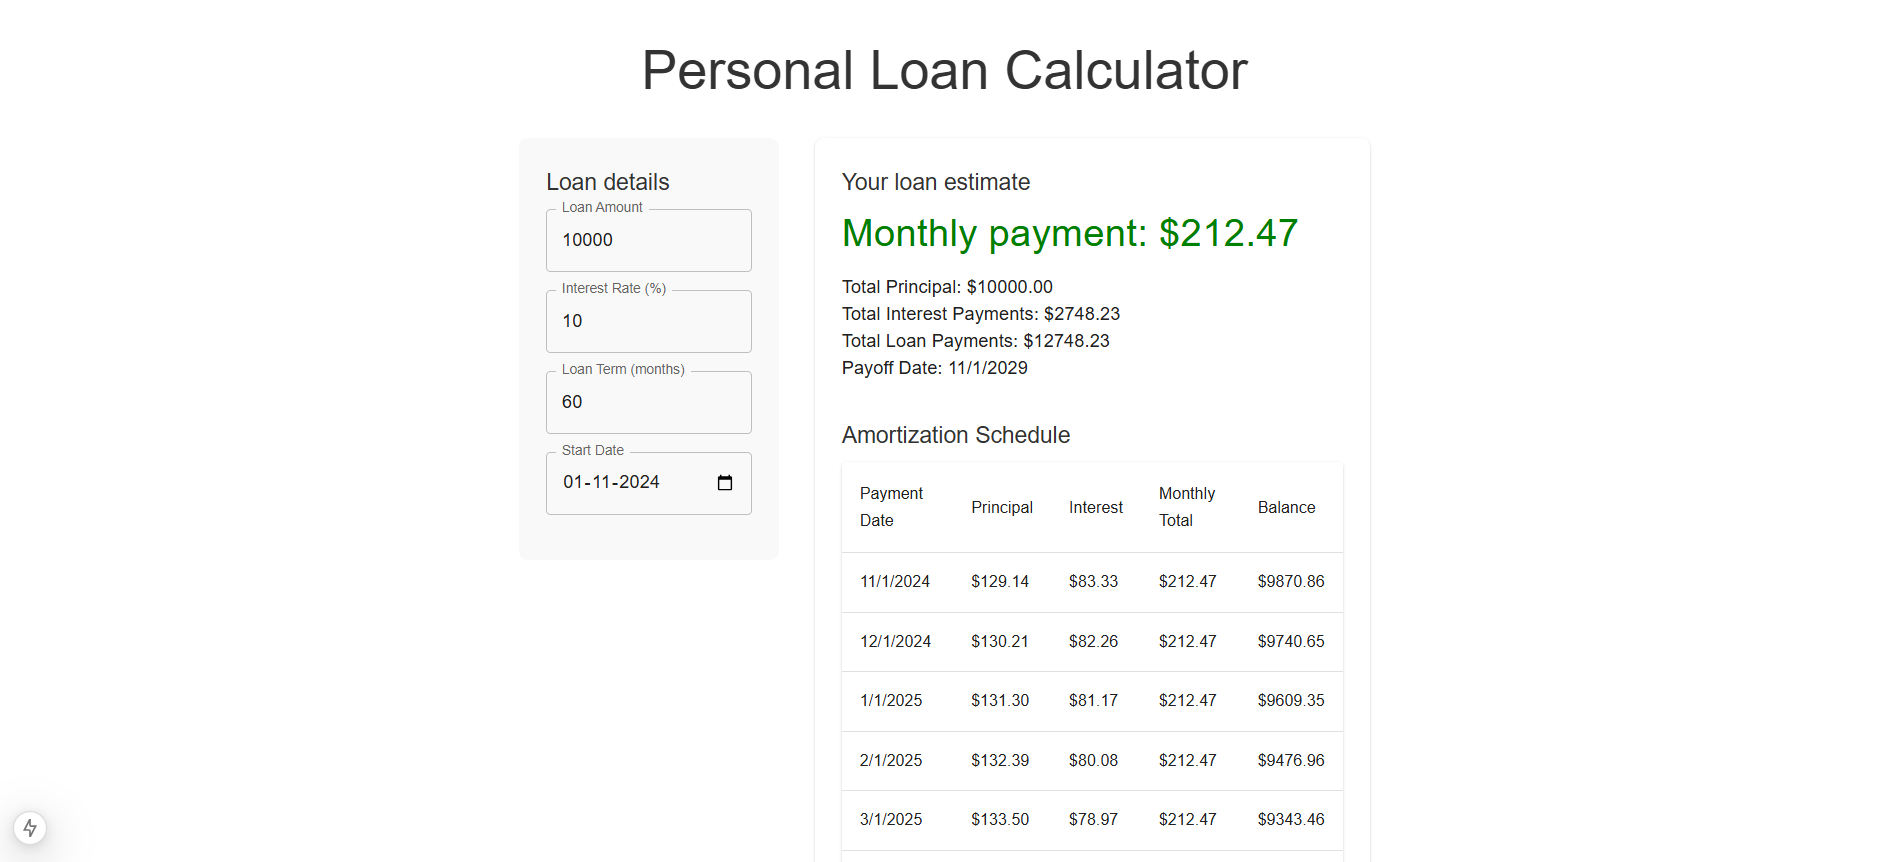 Personal Loan Calculator
Loan details
Loan Amount
10000
Interest Rate (%)
10
Loan Term (months)
60
Start Date
01-11-2024
Your loan estimate
Monthly payment: $212.47
Total Principal: $10000.00
Total Interest Payments: $2748.23
Total Loan Payments: $12748.23
Payoff Date: 11/1/2029
Amortization Schedule
Payment Date Principal Interest Monthly Total Balance
11/1/2024 $129.14 $83.33 $212.47 $9870.86
12/1/2024 $130.21 $82.26 $212.47 $9740.65
1/1/2025 $131.30 $81.17 $212.47 $9609.35
2/1/2025 $132.39 $80.08 $212.47 $9476.96
3/1/2025 $133.50 $78.97 $212.47 $9343.46